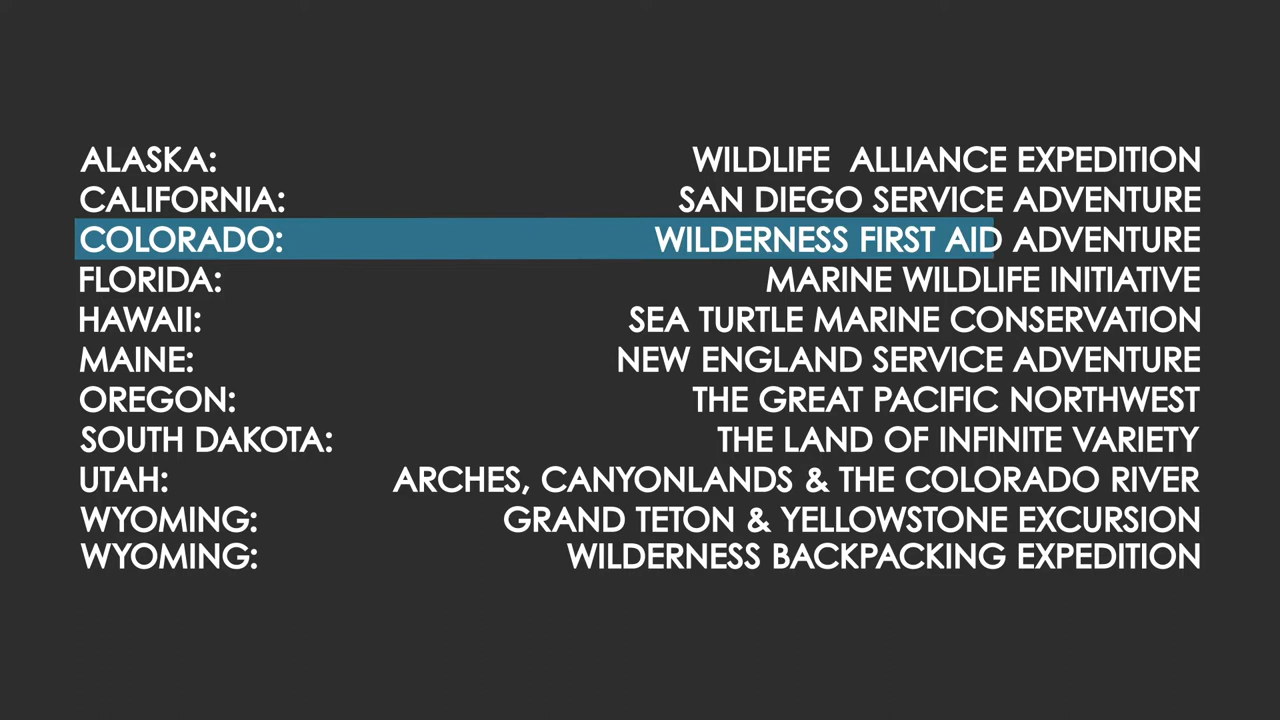 ALASKA: WILDLIFE  ALLIANCE EXPEDITION
CALIFORNIA: SAN DIEGO SERVICE ADVENTURE
COLORADO: WILDERNESS FIRST AID ADVENTURE
FLORIDA: MARINE WILDLIFE INITIATIVE
HAWAII: SEA TURTLE MARINE CONSERVATION
MAINE: NEW ENGLAND SERVICE ADVENTURE
OREGON: THE GREAT PACIFIC NORTHWEST
SOUTH DAKOTA: THE LAND OF INFINITE VARIETY
UTAH: ARCHES, CANYONLANDS & THE COLORADO RIVER
WYOMING: GRAND TETON & YELLOWSTONE EXCURSION
WYOMING: WILDERNESS BACKPACKING EXPEDITION